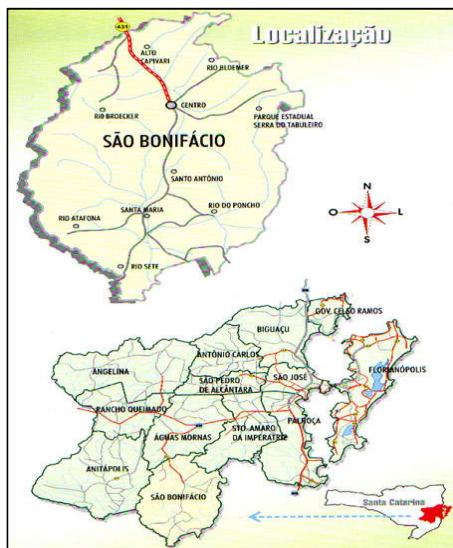 Localização
431
ALTO
CAPIVARI
RIO BLOEMER
CENTRO
RIO BROECKER
PARQUE ESTADUAL
SERRA DO TABULEIRO
SÃO BONIFÁCIO
SANTO ANTÔNIO
SANTA MARIA
RIO DO PONCHO
RIO ATAFONA
RIO SETE
N
O
L
S
GOV. CELSO RAMOS
BIGUAÇU
ANTÔNIO CARLOS
ANGELINA
FLORIANÓPOLIS
SÃO PEDRO
DE ALCÂNTARA
SÃO JOSÉ
RANCHO QUEIMADO
PALHOÇA
STO. AMARO
DA IMPERATRIZ
ÁGUAS MORNAS
ANITÁPOLIS
SÃO BONIFÁCIO
Santa Catarina